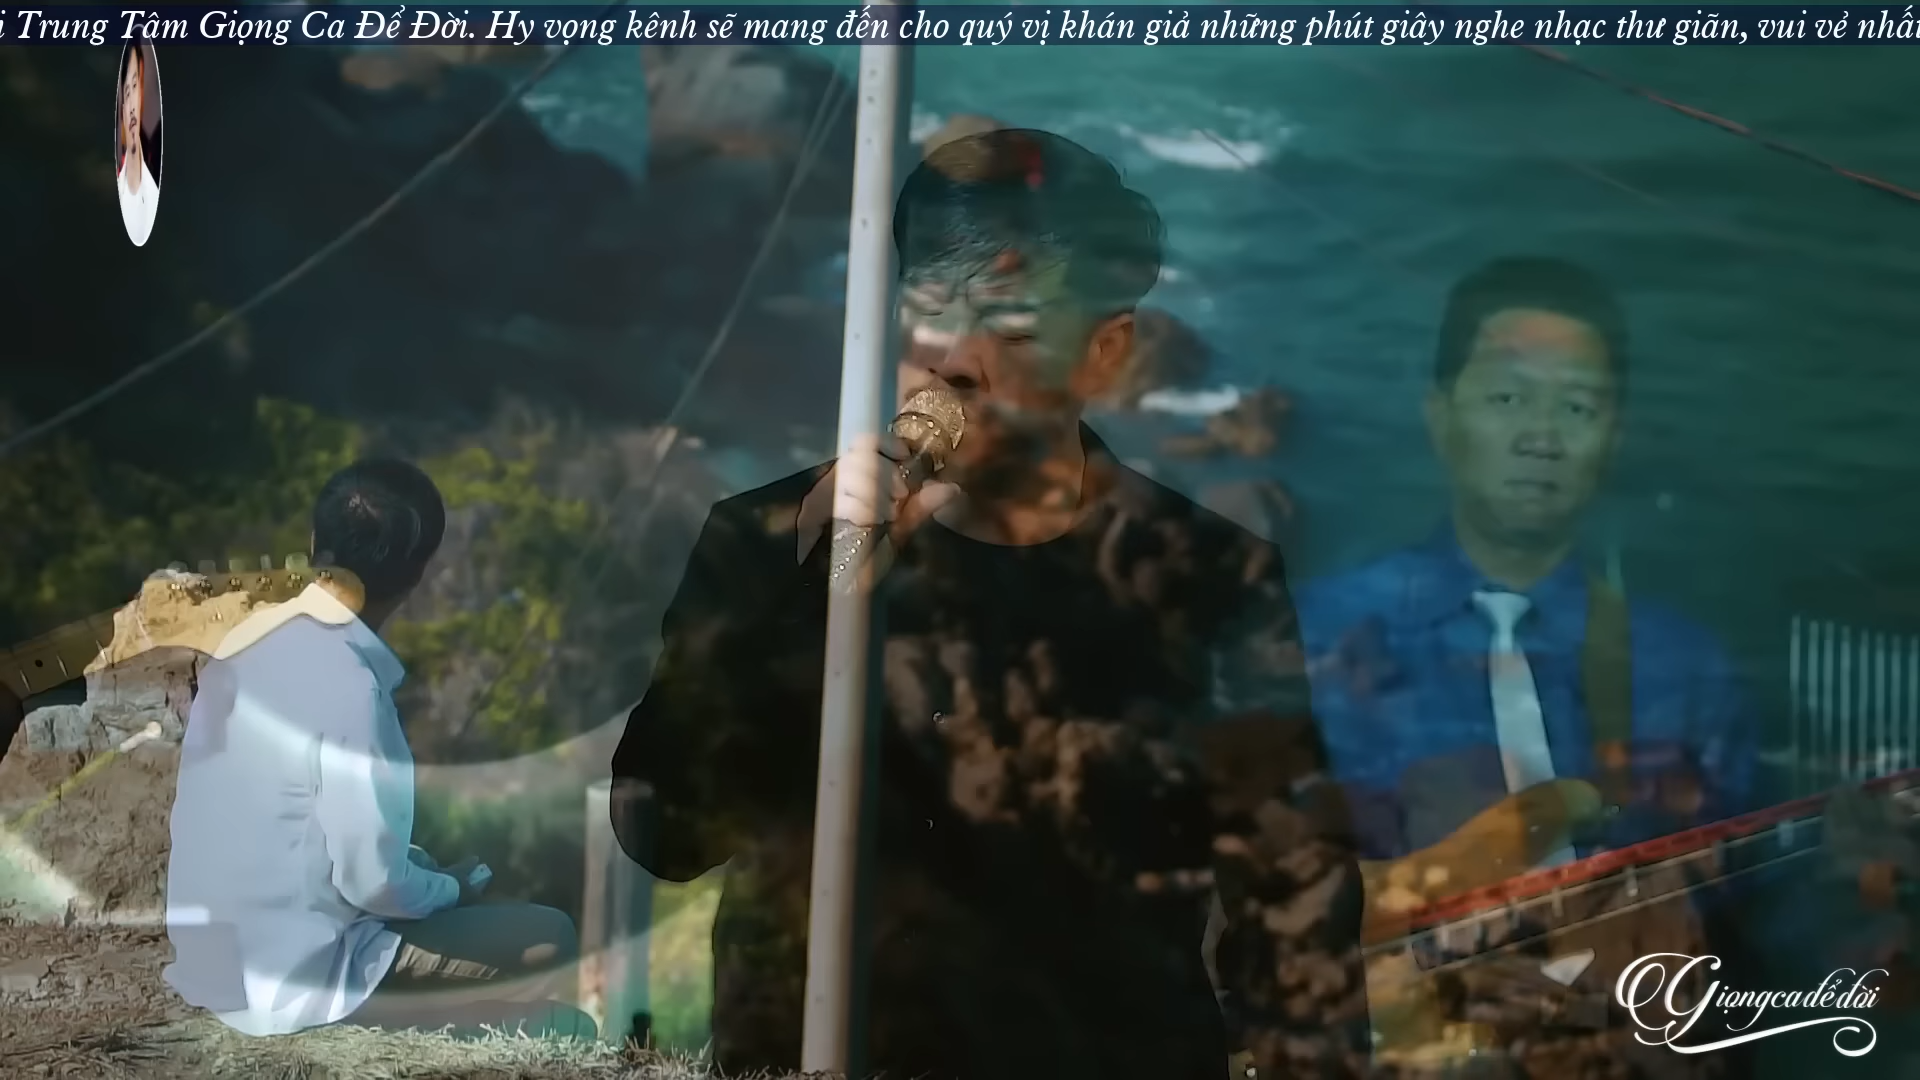 Trung Tâm Giọng Ca Để Đời. Hy vọng kênh sẽ mang đến cho quý vị khán giả những phút giây nghe nhạc thư giãn, vui vẻ
Giọngcađểđời